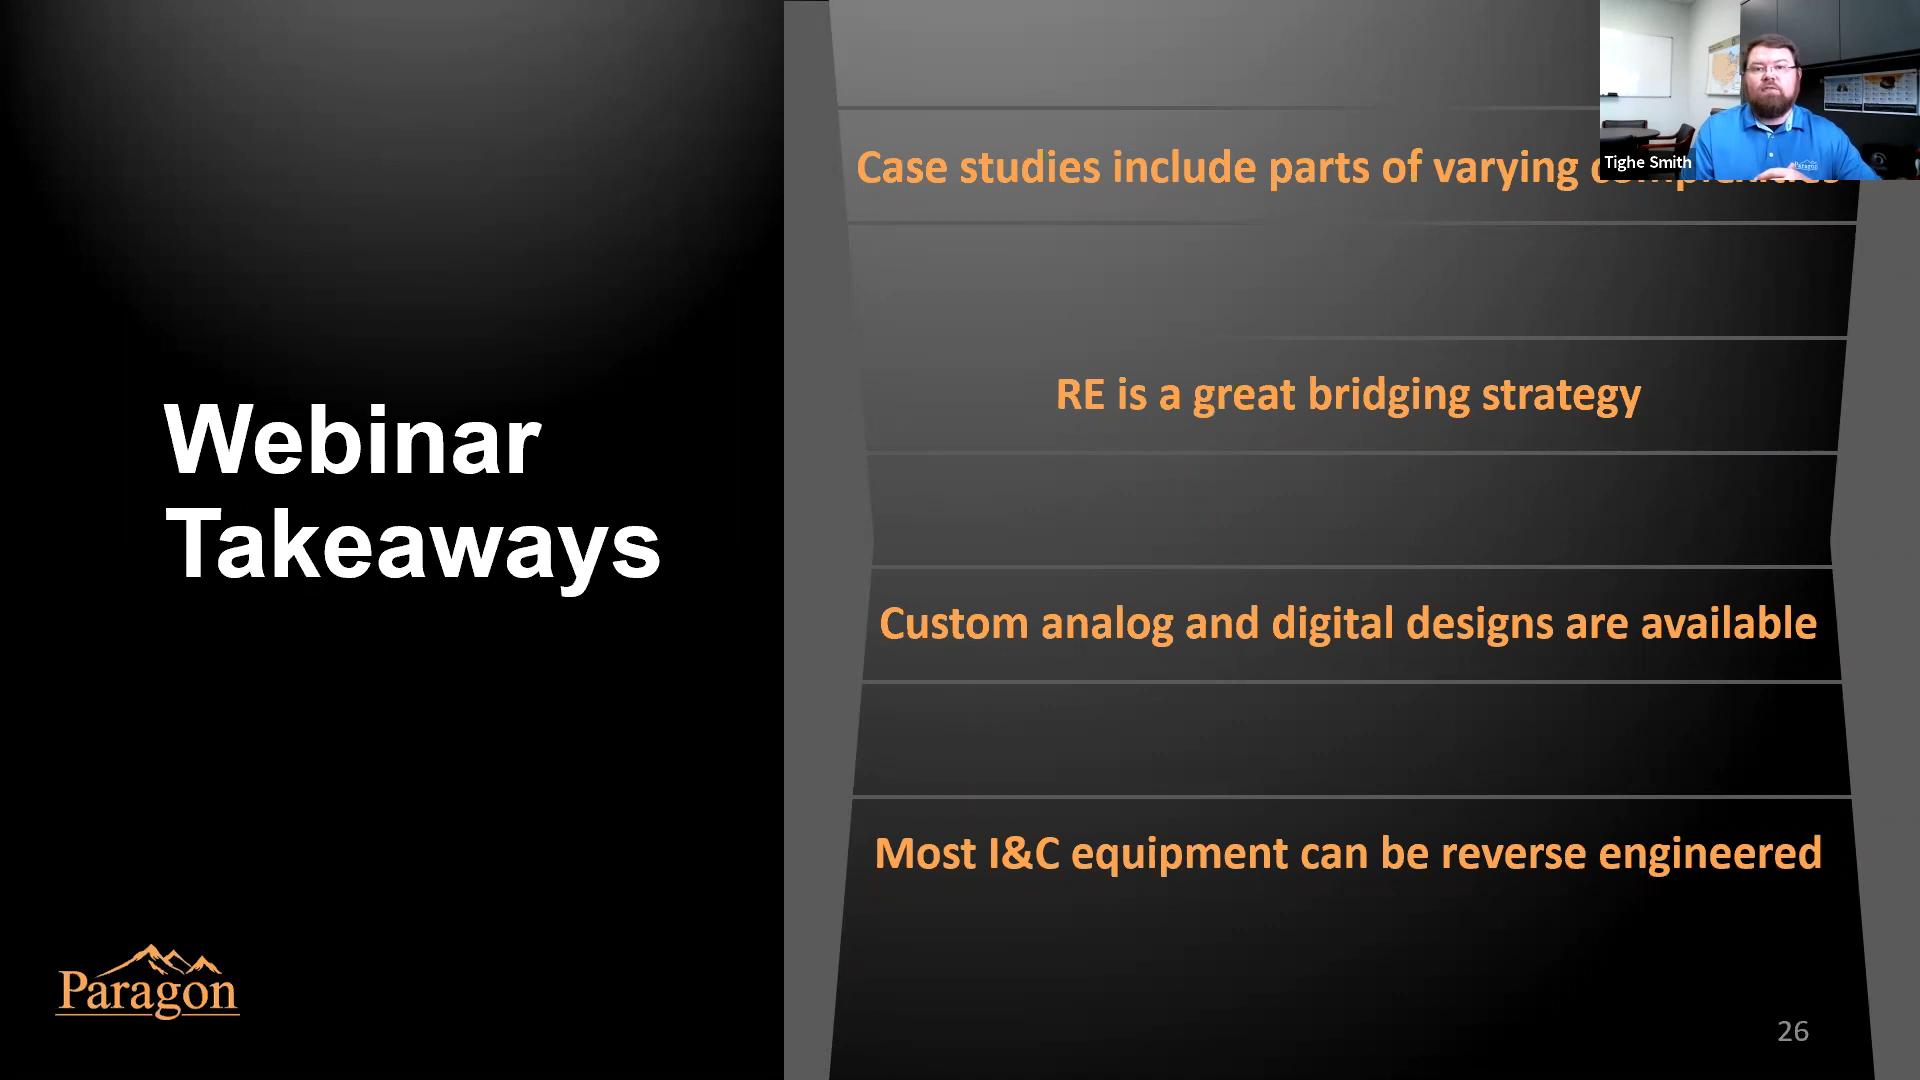 Webinar
Takeaways
Case studies include parts of varying
RE is a great bridging strategy
Custom analog and digital designs are available
Most I&C equipment can be reverse engineered
Tighe Smith
Paragon
Paragon
26